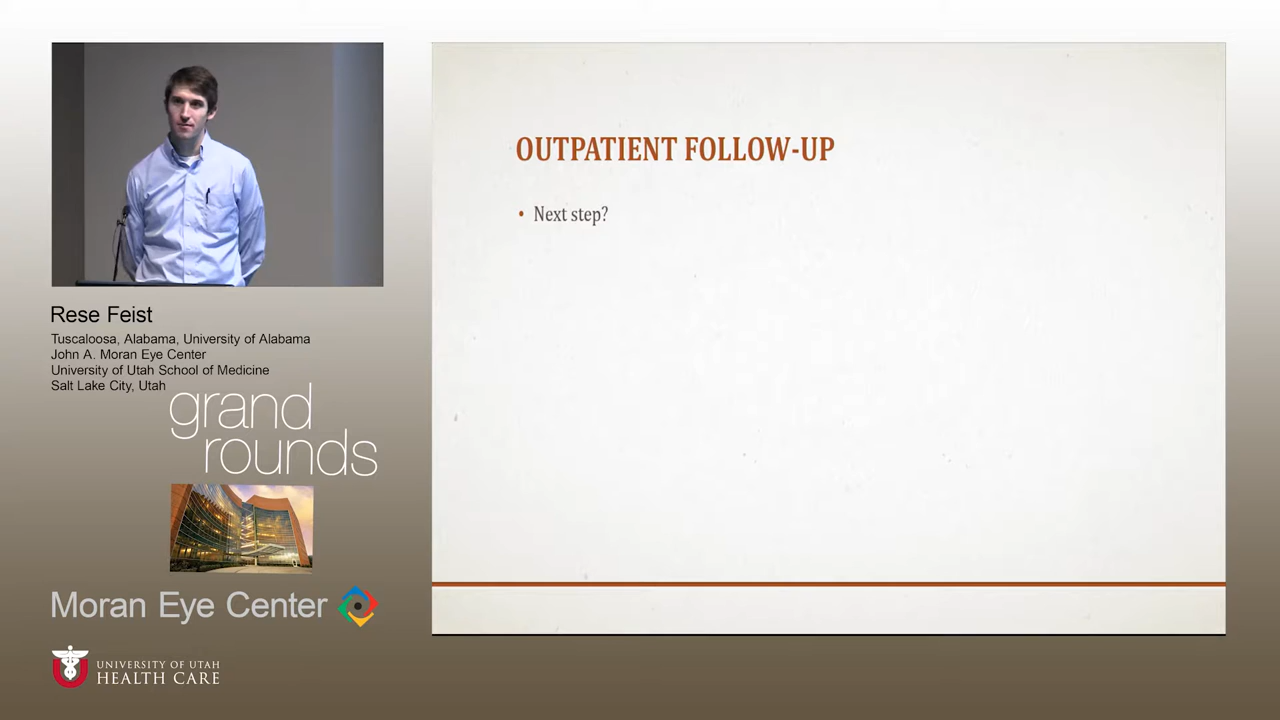 OUTPATIENT FOLLOW-UP
• Next step?
Rese Feist
Tuscaloosa, Alabama, University of Alabama
John A. Moran Eye Center
University of Utah School of Medicine
Salt Lake City, Utah
grand
rounds
Moran Eye Center
UNIVERSITY OF UTAH
HEALTH CARE